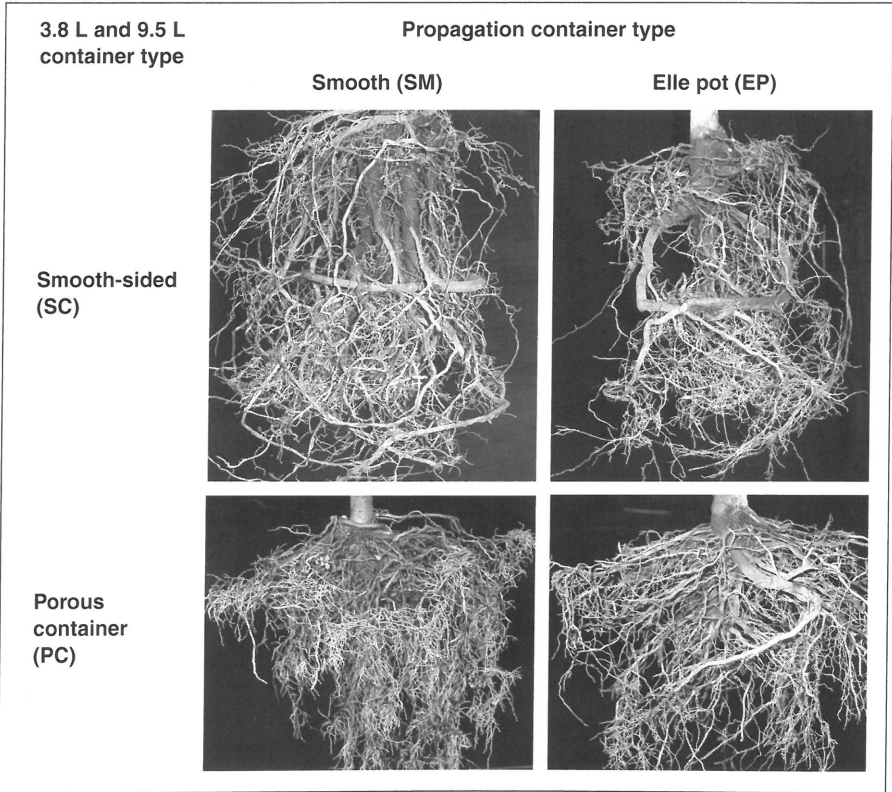 3.8 L and 9.5 L
container type
Propagation container type
Smooth (SM)
Elle pot (EP)
Smooth-sided
(SC)
Porous
container
(PC)